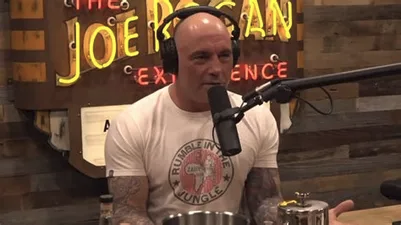 THE
JOE ROGAN
EXPERIENCE
RUMBLE IN THE
JUNGLE